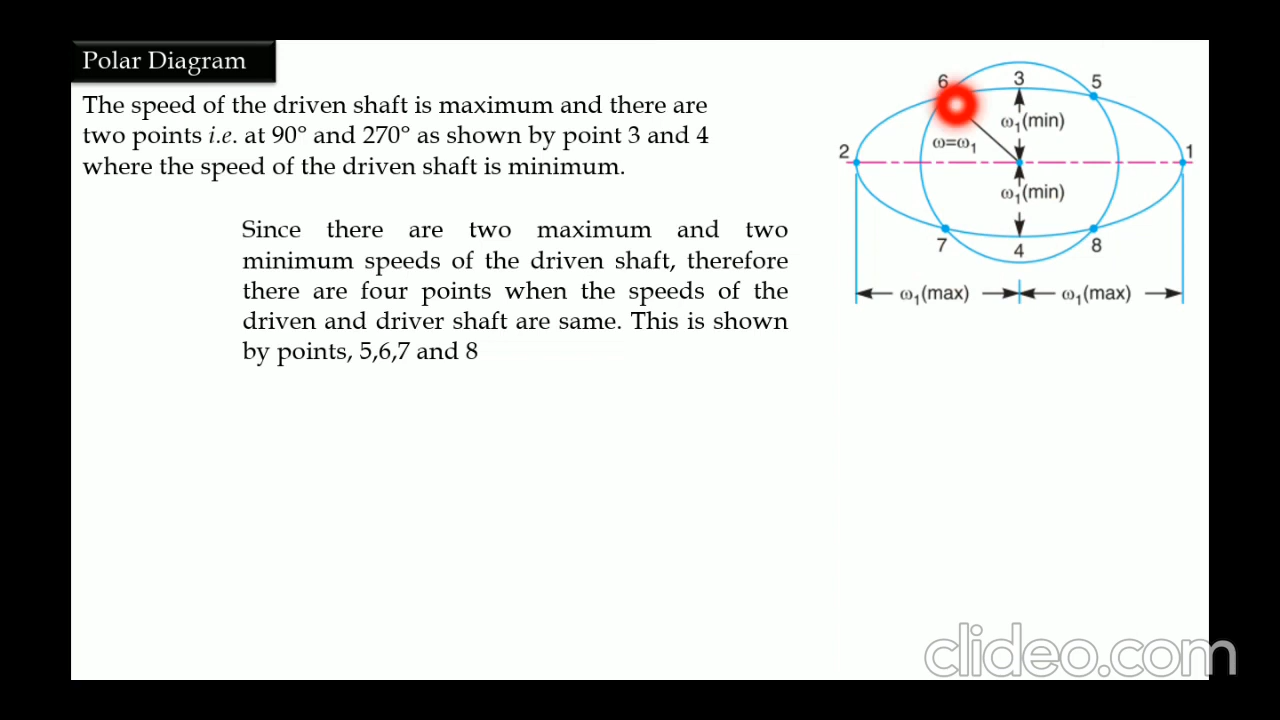 Polar Diagram
The speed of the driven shaft is maximum and there are
two points i.e. at 90° and 270° as shown by point 3 and 4
where the speed of the driven shaft is minimum.
Since there are two maximum and two
minimum speeds of the driven shaft, therefore
there are four points when the speeds of the
driven and driver shaft are same. This is shown
by points, 5,6,7 and 8
6 3 5
ω₁(min)
ω=ω₁
2 1
ω₁(min)
7 4 8
ω₁(max) ω₁(max)
clideo.com